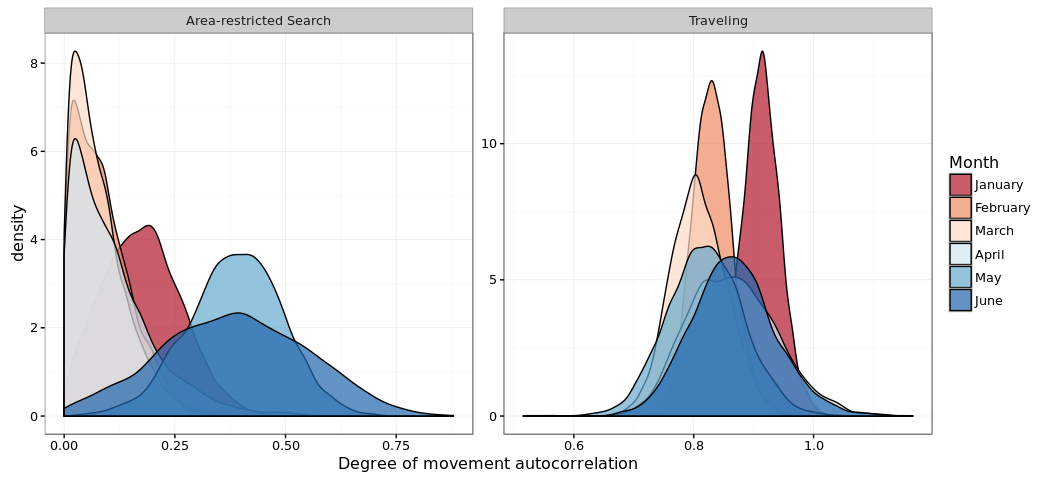 Area-restricted Search
Traveling
density
8
6
4
2
0
10
5
0
0.00
0.25
0.50
0.75
0.6
0.8
1.0
Degree of movement autocorrelation
Month
January
February
March
April
May
June